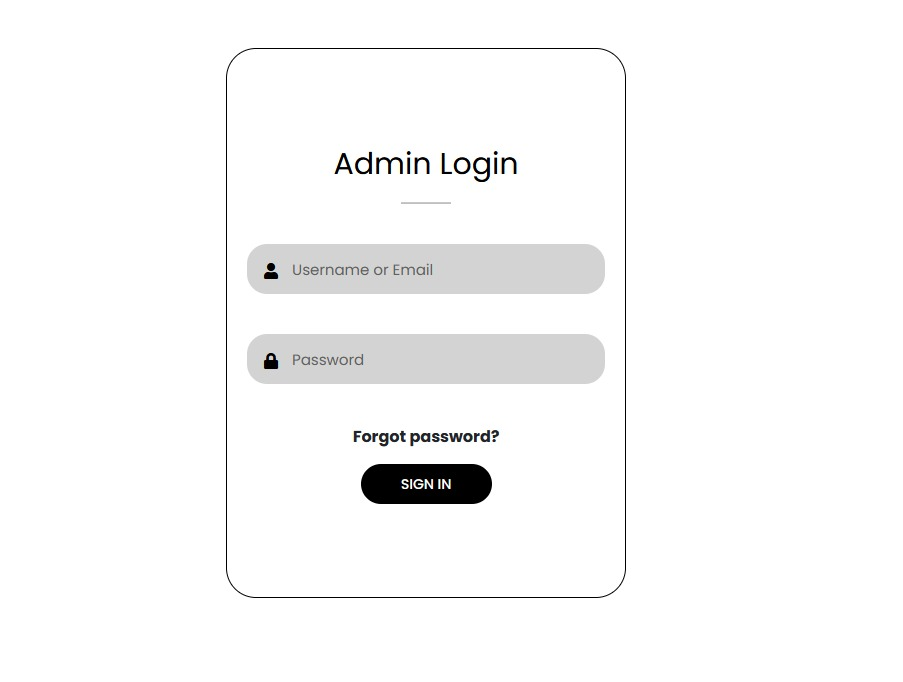 Admin Login
Username or Email
Password
Forgot password?
SIGN IN